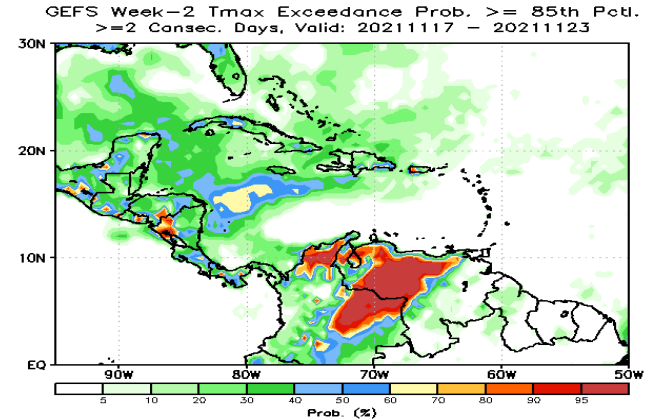 GEFS Week-2 Tmax Exceedance Prob. >= 85th Pctl.
>=2 Consec. Days, Valid: 20211117 - 20211123
30N
20N
10N
EQ
90W 80W 70W 60W 50W
5 10 20 30 40 50 60 70 80 90 95
Prob. (%)